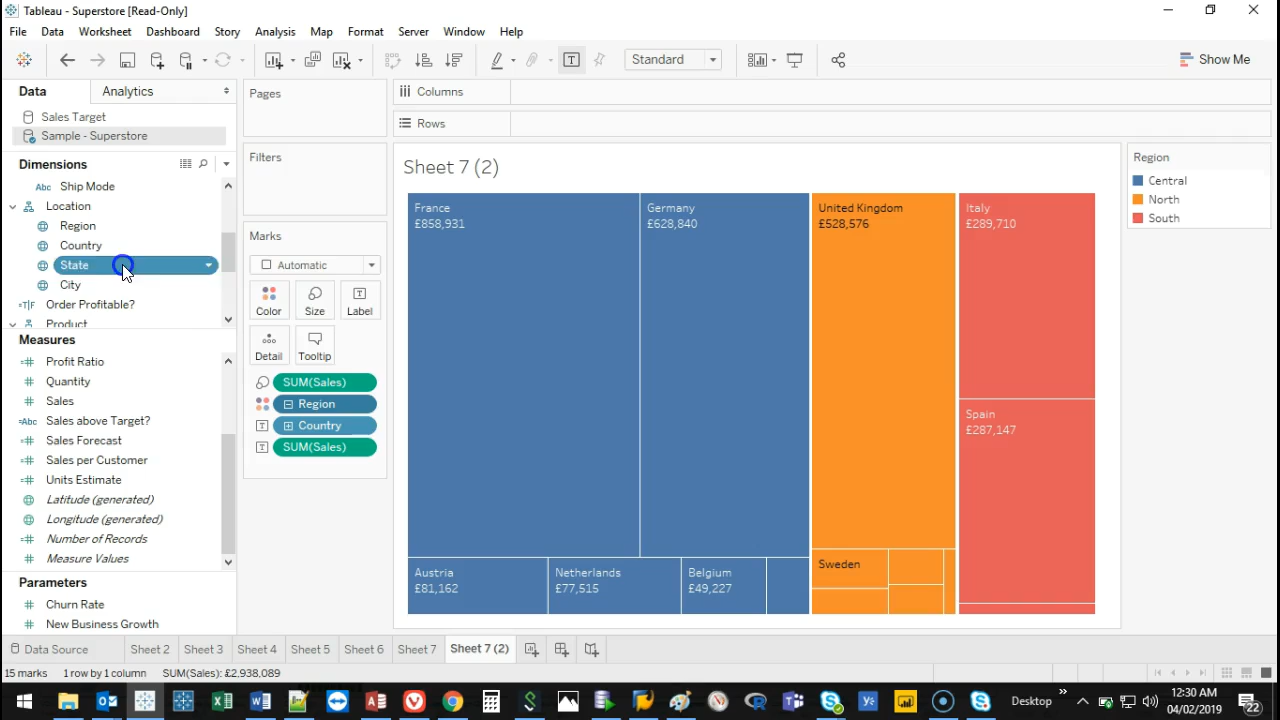 Tableau - Superstore [Read-Only]
File Data Worksheet Dashboard Story Analysis Map Format Server Window Help
Standard
Show Me
Data
Analytics
Sales Target
Sample - Superstore
Dimensions
Abc Ship Mode
Location
Region
Country
State
City
=T|F Order Profitable?
Product
Measures
=# Profit Ratio
# Quantity
# Sales
=Abc Sales above Target?
=# Sales Forecast
=# Sales per Customer
=# Units Estimate
Latitude (generated)
Longitude (generated)
=# Number of Records
# Measure Values
Parameters
# Churn Rate
# New Business Growth
Pages
Filters
Marks
Automatic
Color
Size
Label
Detail
Tooltip
SUM(Sales)
Region
Country
SUM(Sales)
Columns
Rows
Sheet 7 (2)
France
£858,931
Germany
£628,840
Austria
£81,162
Netherlands
£77,515
Belgium
£49,227
United Kingdom
£528,576
Sweden
Italy
£289,710
Spain
£287,147
Region
Central
North
South
Data Source
Sheet 2
Sheet 3
Sheet 4
Sheet 5
Sheet 6
Sheet 7
Sheet 7 (2)
15 marks 1 row by 1 column SUM(Sales): £2,938,089
Desktop
12:30 AM
04/02/2019
22